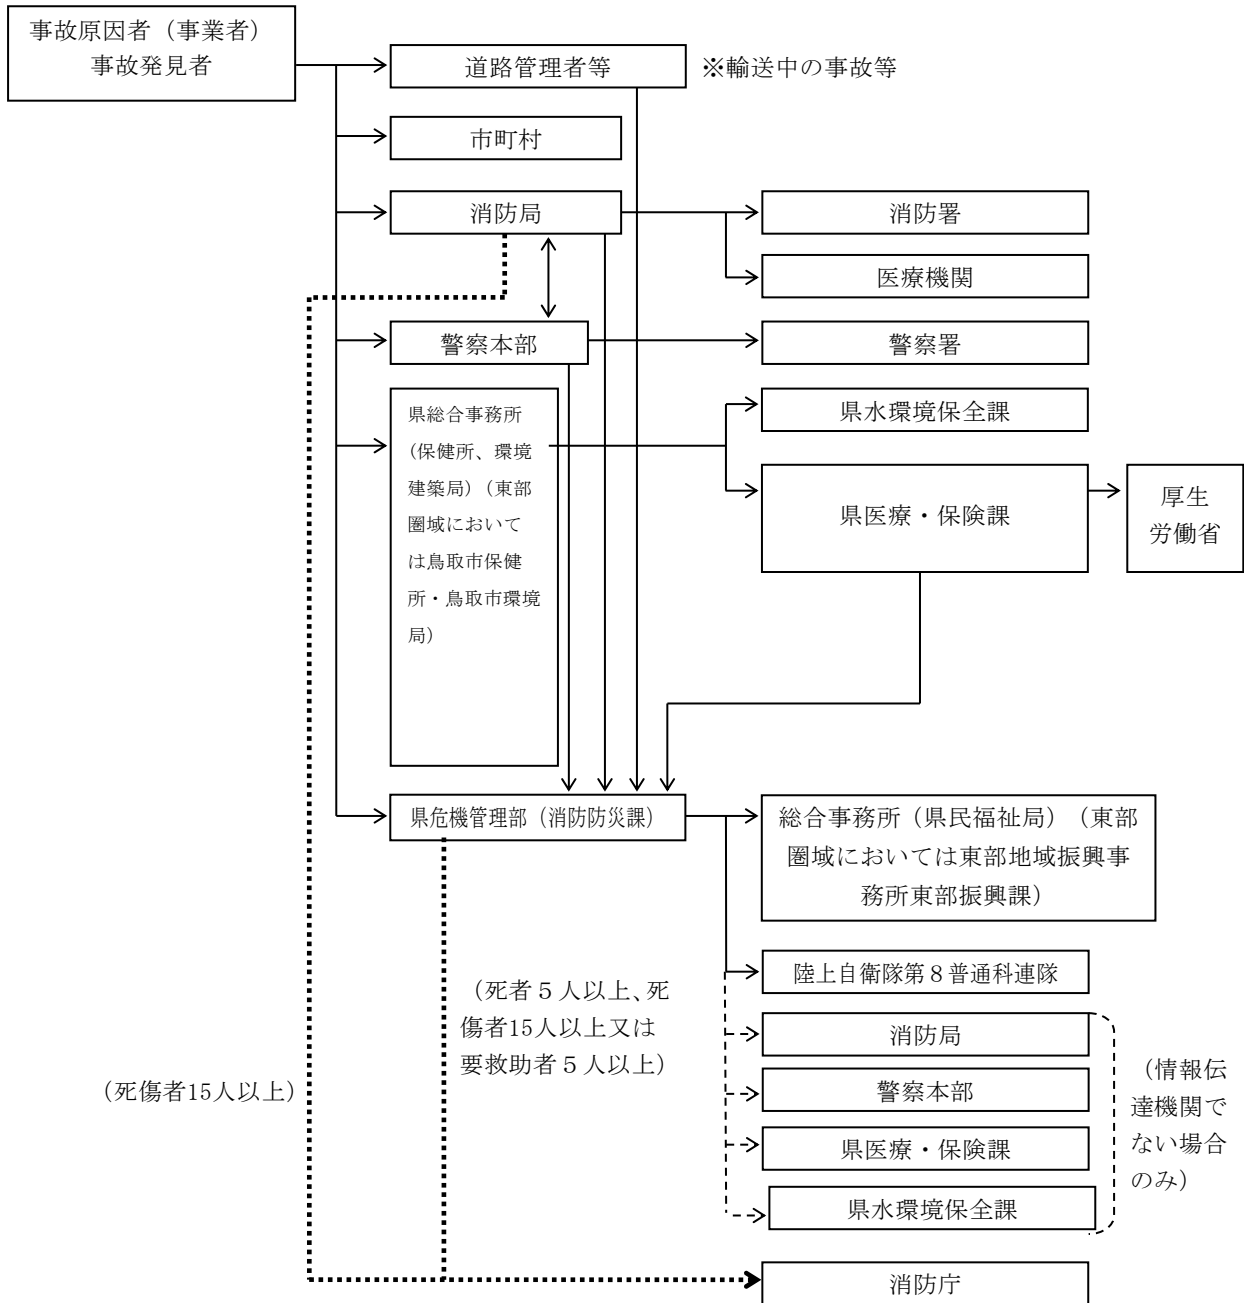 事故原因者（事業者）
事故発見者
道路管理者等
※輸送中の事故等
市町村
消防局
消防署
医療機関
警察本部
警察署
県総合事務所
（保健所、環境
建築局）（東部
圏域において
は鳥取市保健
所・鳥取市環境
局）
県水環境保全課
県医療・保険課
厚生
労働省
県危機管理部（消防防災課）
総合事務所（県民福祉局）（東部
圏域においては東部地域振興事
務所東部振興課）
陸上自衛隊第８普通科連隊
（死者５人以上、死
傷者15人以上又は
要救助者５人以上）
消防局
警察本部
県医療・保険課
県水環境保全課
（情報伝
達機関で
ない場合
のみ）
（死傷者15人以上）
消防庁